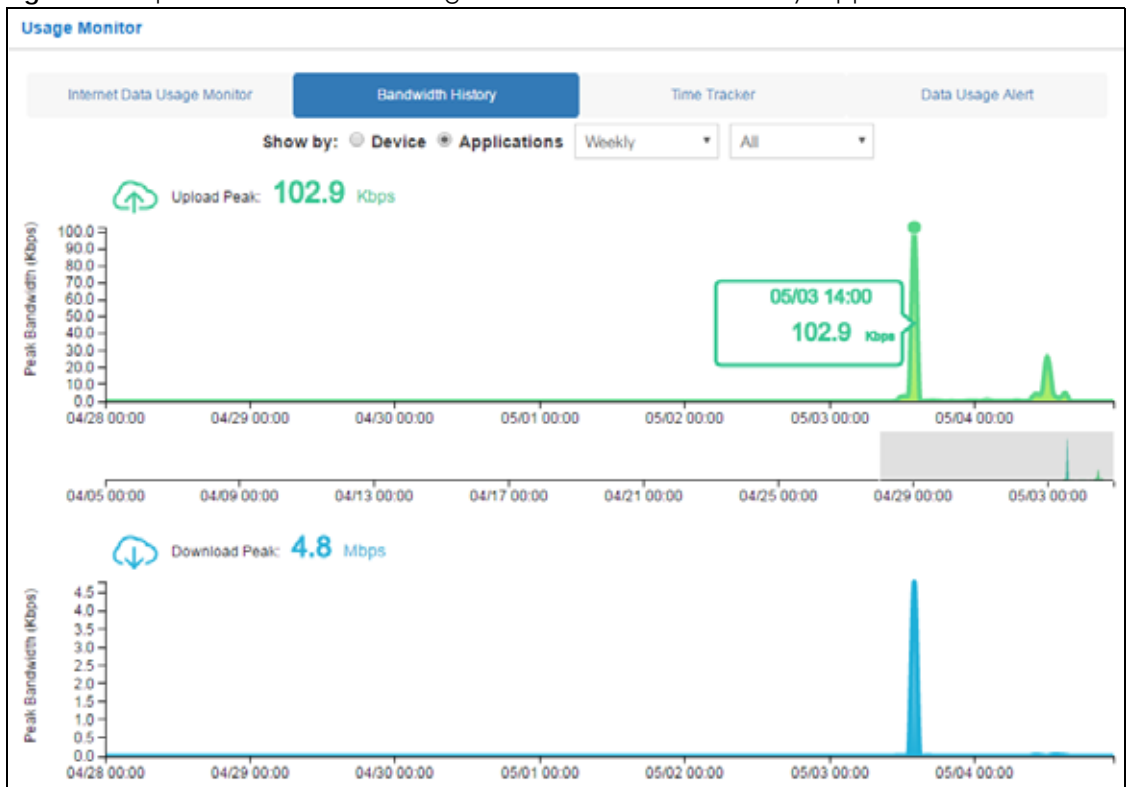 Usage Monitor
Internet Data Usage Monitor Bandwidth History Time Tracker Data Usage Alert
Show by: Device Applications Weekly All
Upload Peak: 102.9 Kbps
Peak Bandwidth (Kbps)
100.0
90.0
80.0
70.0
60.0
50.0
40.0
30.0
20.0
10.0
0.0
05/03 14:00
102.9 Kbps
04/28 00:00 04/29 00:00 04/30 00:00 05/01 00:00 05/02 00:00 05/03 00:00 05/04 00:00
04/05 00:00 04/09 00:00 04/13 00:00 04/17 00:00 04/21 00:00 04/25 00:00 04/29 00:00 05/03 00:00
Download Peak: 4.8 Mbps
Peak Bandwidth (Kbps)
4.5
4.0
3.5
3.0
2.5
2.0
1.5
1.0
0.5
0.0
04/28 00:00 04/29 00:00 04/30 00:00 05/01 00:00 05/02 00:00 05/03 00:00 05/04 00:00